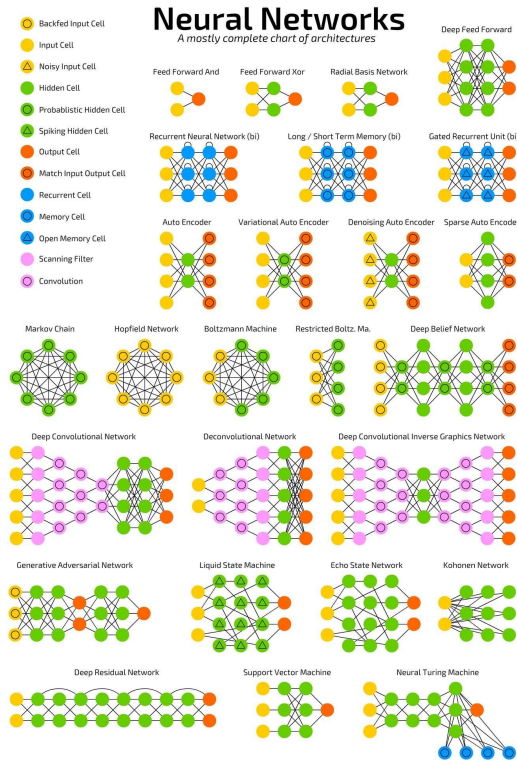 Neural Networks
A mostly complete chart of architectures
Backfed Input Cell
Input Cell
Noisy Input Cell
Hidden Cell
Probablistic Hidden Cell
Spiking Hidden Cell
Output Cell
Match Input Output Cell
Recurrent Cell
Memory Cell
Open Memory Cell
Scanning Filter
Convolution
Deep Feed Forward
Feed Forward And
Feed Forward Xor
Radial Basis Network
Recurrent Neural Network (bi)
Long / Short Term Memory (bi)
Gated Recurrent Unit (bi
Auto Encoder
Variational Auto Encoder
Denoising Auto Encoder
Sparse Auto Encode
Markov Chain
Hopfield Network
Boltzmann Machine
Restricted Boltz. Ma.
Deep Belief Network
Deep Convolutional Network
Deconvolutional Network
Deep Convolutional Inverse Graphics Network
Generative Adversarial Network
Liquid State Machine
Echo State Network
Kohonen Network
Deep Residual Network
Support Vector Machine
Neural Turing Machine